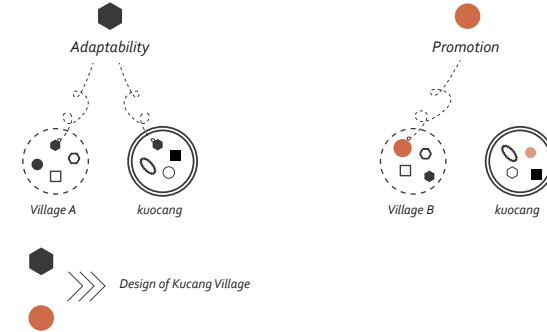 Adaptability
Promotion
Village A
kuocang
Village B
kuocang
Design of Kucang Village